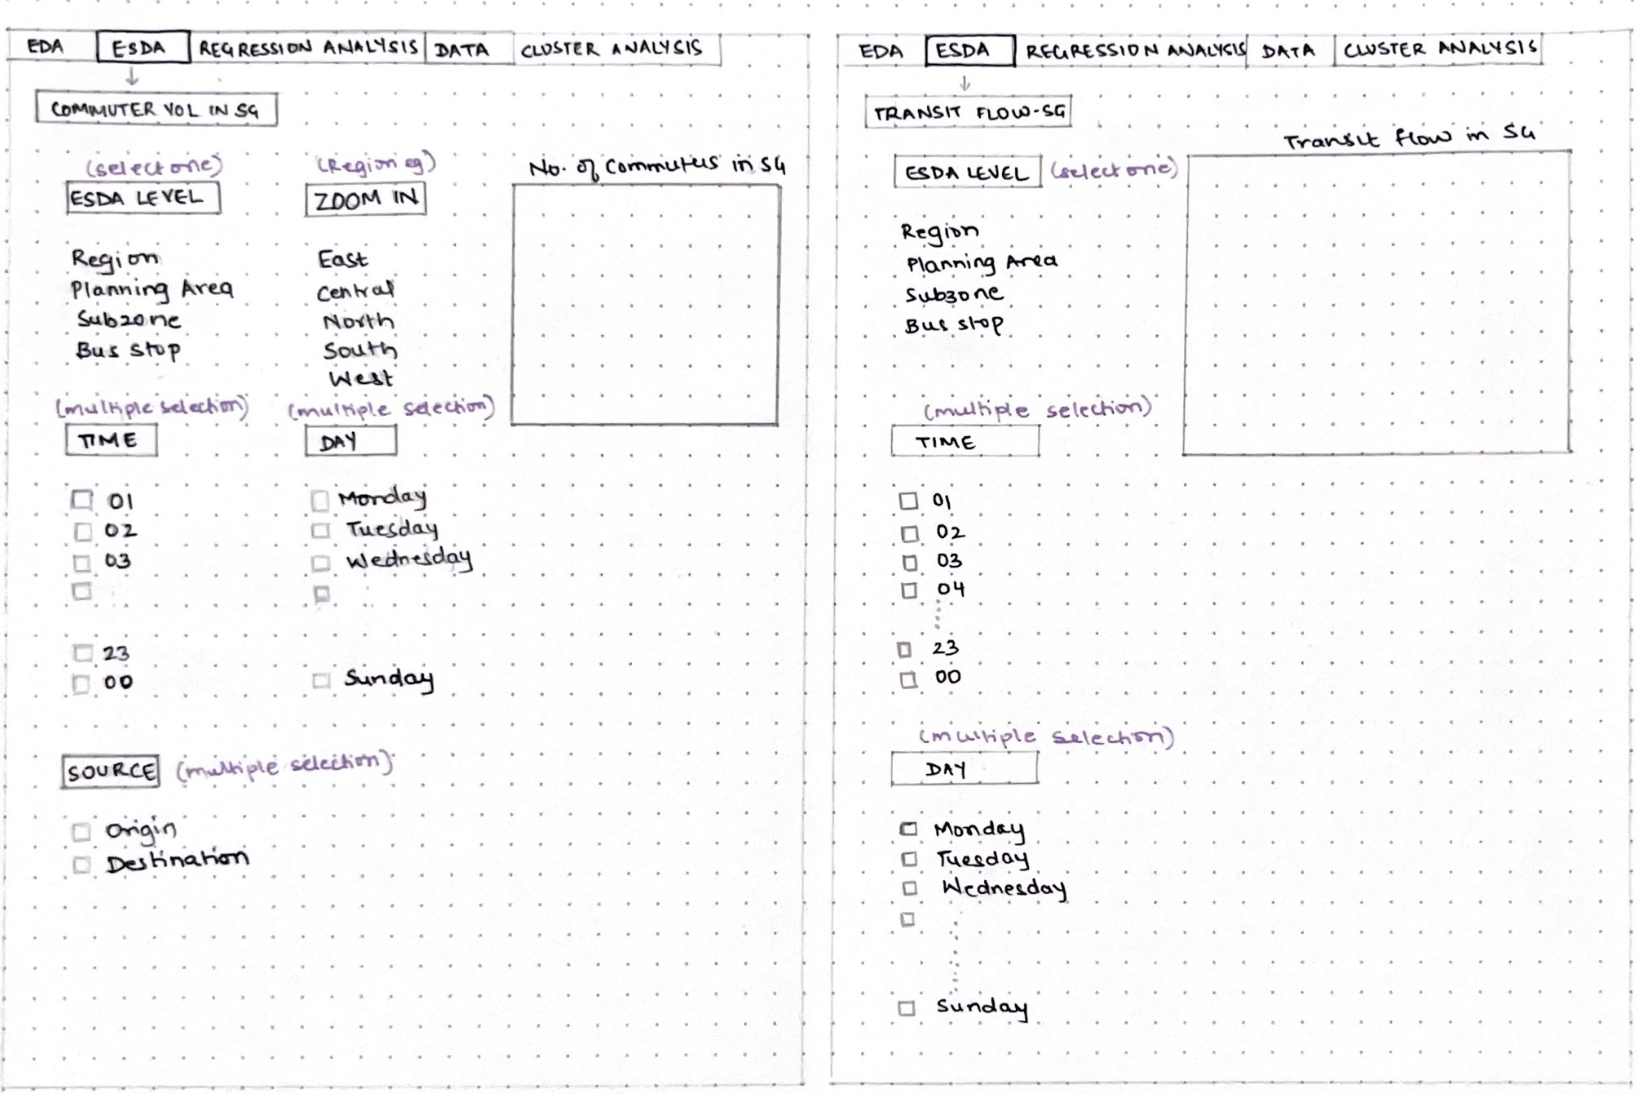 EDA ESDA REGRESSION ANALYSIS DATA CLUSTER ANALYSIS
COMMUTER VOL IN SG
(select one) (Region eg)
ESDA LEVEL ZOOM IN
No. of Commuters in SG
Region East
Planning Area Central
Subzone North
Bus stop South
West
(multiple selection) (multiple selection)
TIME DAY
01 Monday
02 Tuesday
03 Wednesday
23
00 Sunday
SOURCE (multiple selection)
Origin
Destination
EDA ESDA REGRESSION ANALYSIS DATA CLUSTER ANALYSIS
TRANSIT FLOW-SG
Transit flow in SG
ESDA LEVEL (select one)
Region
Planning Area
Subzone
Bus stop
(multiple selection)
TIME
01
02
03
04
23
00
(multiple selection)
DAY
Monday
Tuesday
Wednesday
Sunday